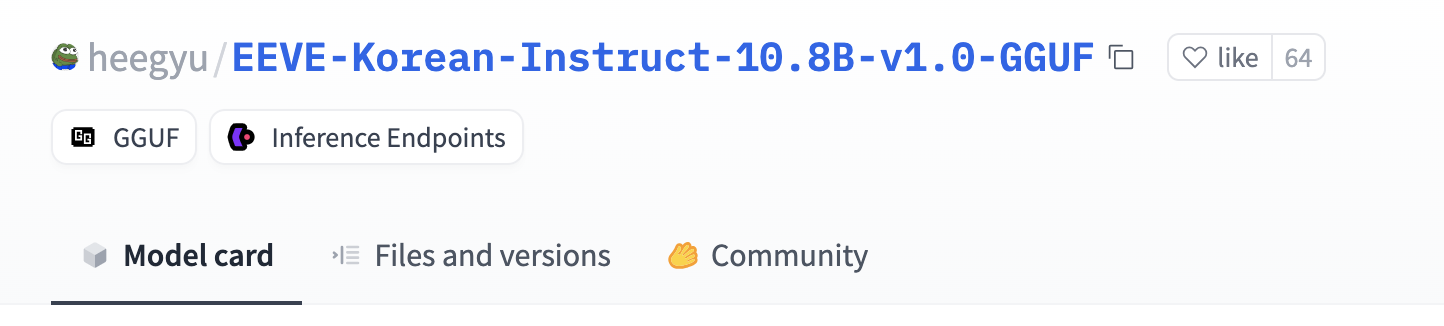 heegyu/EEVE-Korean-Instruct-10.8B-v1.0-GGUF like 64
GGUF Inference Endpoints
Model card Files and versions Community